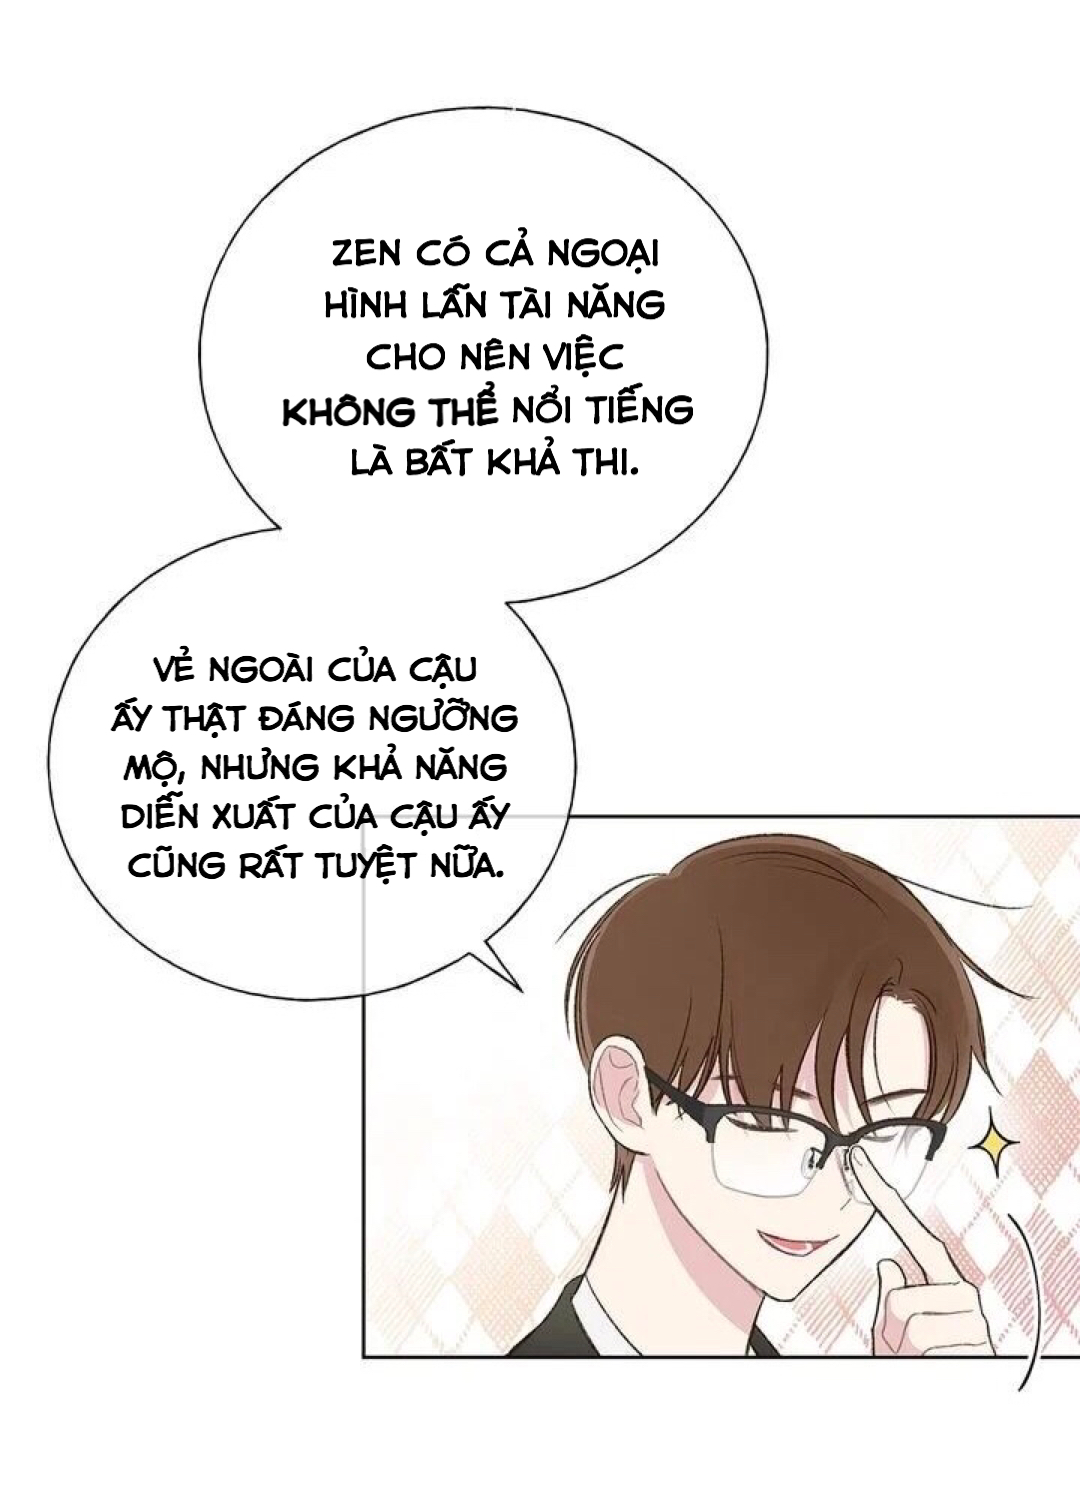 ZEN CÓ CẢ NGOẠI
HÌNH LẪN TÀI NĂNG
CHO NÊN VIỆC
KHÔNG THỂ NỔI TIẾNG
LÀ BẤT KHẢ THI.
VẺ NGOÀI CỦA CẬU
ẤY THẬT ĐÁNG NGƯỠNG
MỘ, NHƯNG KHẢ NĂNG
DIỄN XUẤT CỦA CẬU ẤY
CŨNG RẤT TUYỆT NỮA.